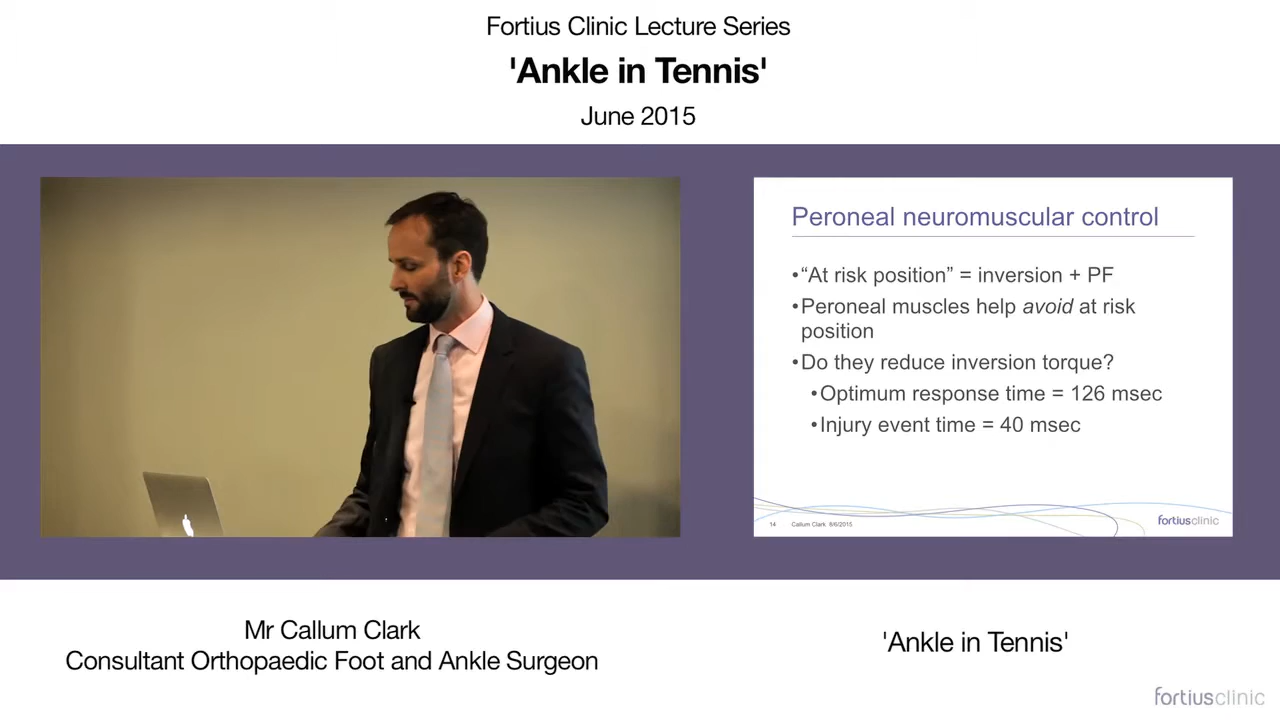 Fortius Clinic Lecture Series
'Ankle in Tennis'
June 2015
Peroneal neuromuscular control
•“At risk position” = inversion + PF
•Peroneal muscles help avoid at risk
position
•Do they reduce inversion torque?
•Optimum response time = 126 msec
•Injury event time = 40 msec
14 Callum Clark 8/6/2015
fortiusclinic
Mr Callum Clark
Consultant Orthopaedic Foot and Ankle Surgeon
'Ankle in Tennis'
fortiusclinic